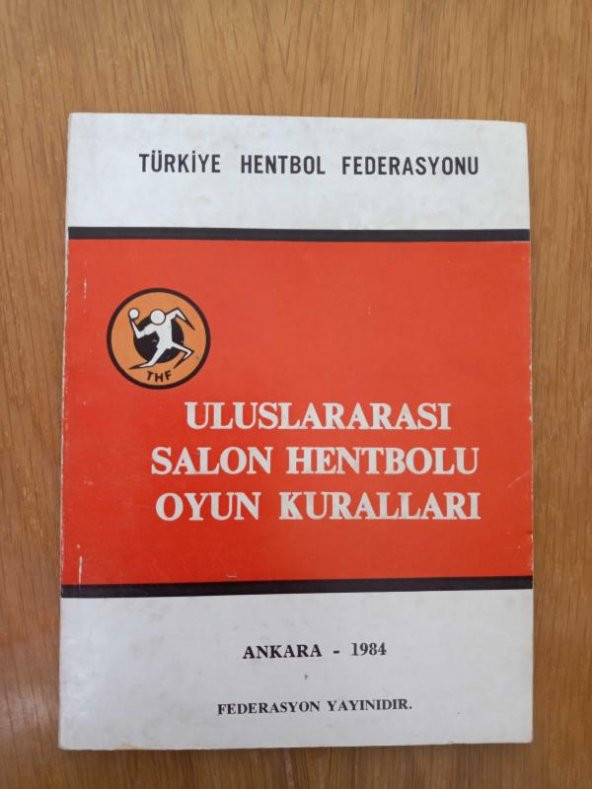 TÜRKİYE HENTBOL FEDERASYONU
THF
ULUSLARARASI
SALON HENTBOLU
OYUN KURALLARI
ANKARA - 1984
FEDERASYON YAYINIDIR.